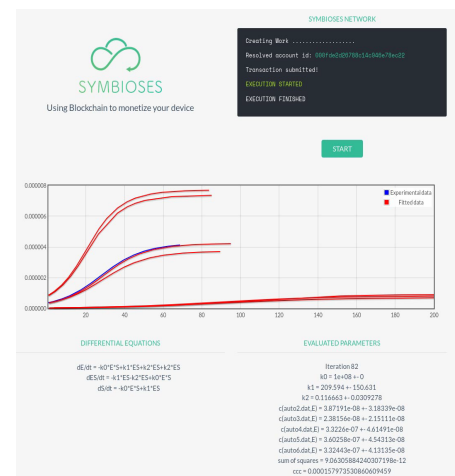 SYMBIOSES
Using Blockchain to monetize your device
SYMBIOSES NETWORK
Creating Work ...................
Resolved account id:
Transaction submitted!
EXECUTION STARTED
EXECUTION FINISHED
START
0.000008
0.000006
0.000004
0.000002
0.000000
20 40 60 80 100 120 140 160 180 200
Experimental data
Fitted data
DIFFERENTIAL EQUATIONS
dE/dt = -k0*E*S+k1*ES+k2*ES+k2*ES
dES/dt = -k1*ES-k2*ES+k0*E*S
dS/dt = -k0*E*S+k1*ES
EVALUATED PARAMETERS
Iteration 82
k0 = 1e+08 +- 0
k1 = 209.594 +- 150.631
k2 = 0.116663 +- 0.0309278
c(auto2.dat,E) = 3.87191e-08 +- 3.18339e-08
c(auto3.dat,E) = 2.38156e-08 +- 2.15111e-08
c(auto4.dat,E) = 3.3226e-07 +- 4.61491e-08
c(auto5.dat,E) = 3.60258e-07 +- 4.54313e-08
c(auto6.dat,E) = 3.32443e-07 +- 4.13135e-08
sum of squares = 9.06305884240307198e-12
ccc = 0.000157973530860609459